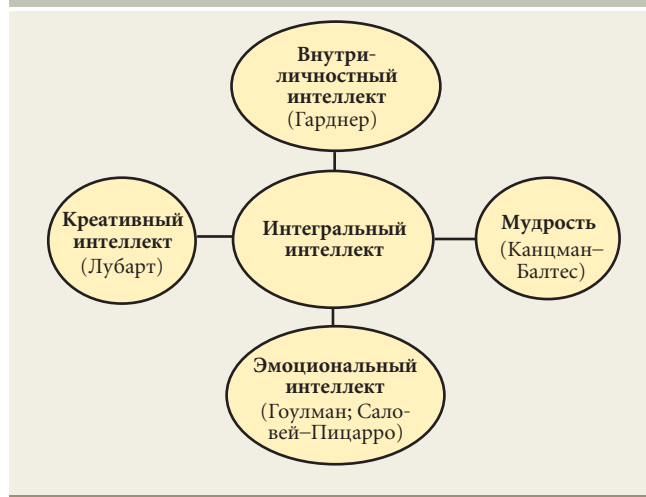 Внутри-
личностный
интеллект
(Гарднер)
Креативный
интеллект
(Лубарт)
Интегральный
интеллект
Мудрость
(Канцман–
Балтес)
Эмоциональный
интеллект
(Гоулман; Сало-
вей–Пицарро)